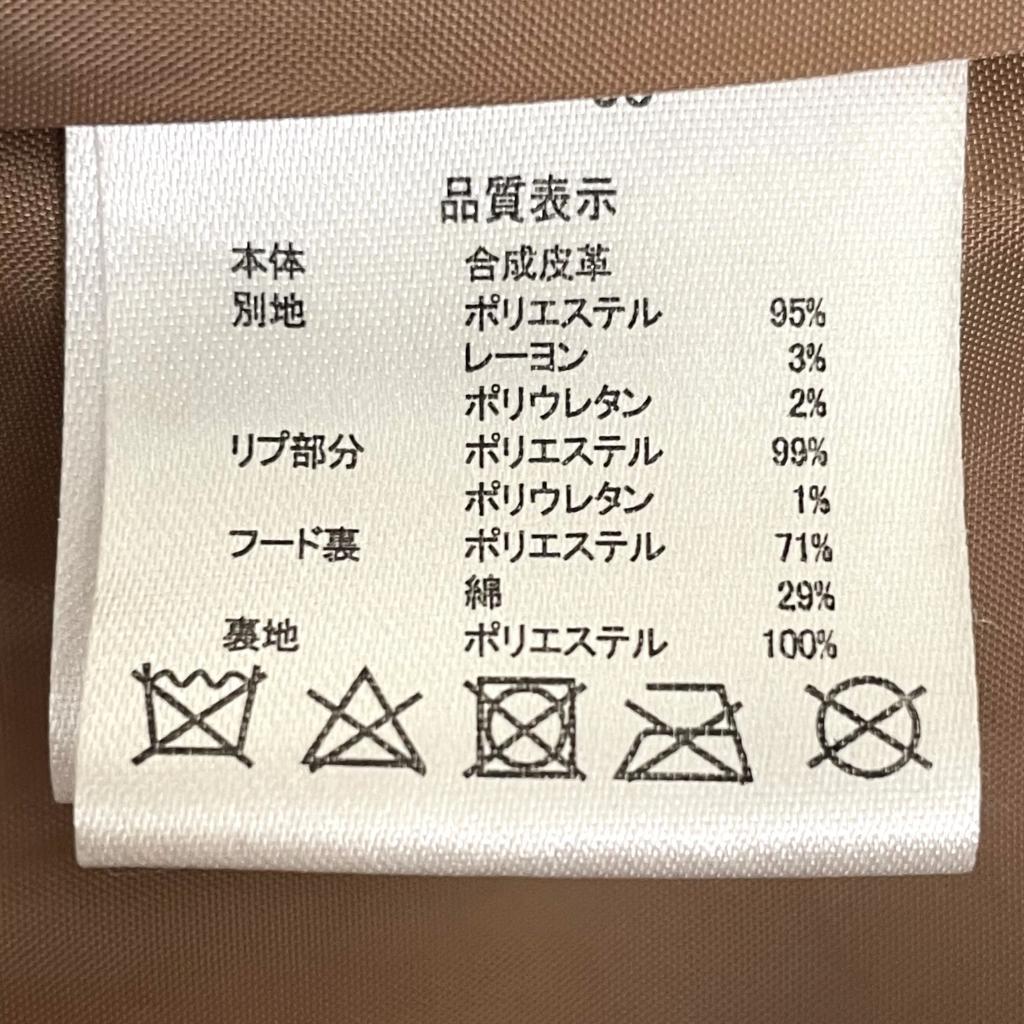 品質表示
本体 合成皮革
別地 ポリエステル 95%
レーヨン 3%
ポリウレタン 2%
リブ部分 ポリエステル 99%
ポリウレタン 1%
フード裏 ポリエステル 71%
綿 29%
裏地 ポリエステル 100%